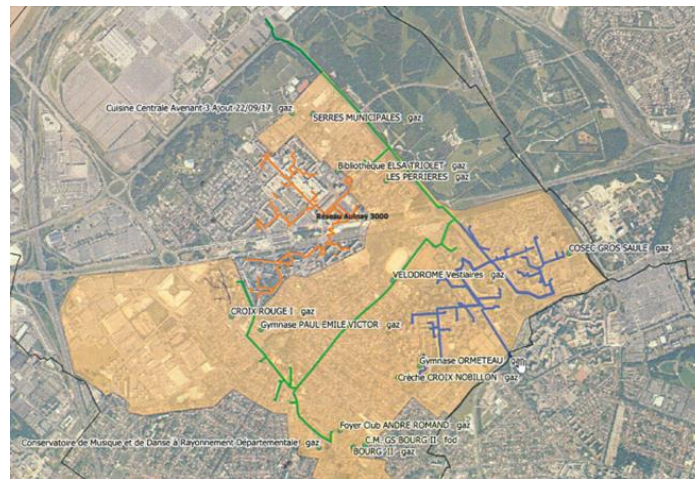 Cuisine Centrale Avenant 3 Ajout 22/09/17 gaz
SERRES MUNICIPALES gaz
Bibliothèque ELSA TRIOLET gaz
LES PERRIERES gaz
Réseau Aulnay 3000
COSEC GROS SAULE gaz
VELODROME Vestiaires gaz
CROIX ROUGE I gaz
Gymnase PAUL EMILE VICTOR gaz
Gymnase ORMETEAU gaz
Crèche CROIX NOBILLON gaz
Foyer Club ANDRE ROMAND gaz
Conservatoire de Musique et de Danse à Rayonnement Départemental gaz
C.M. GS BOURG II fod
BOURG II gaz